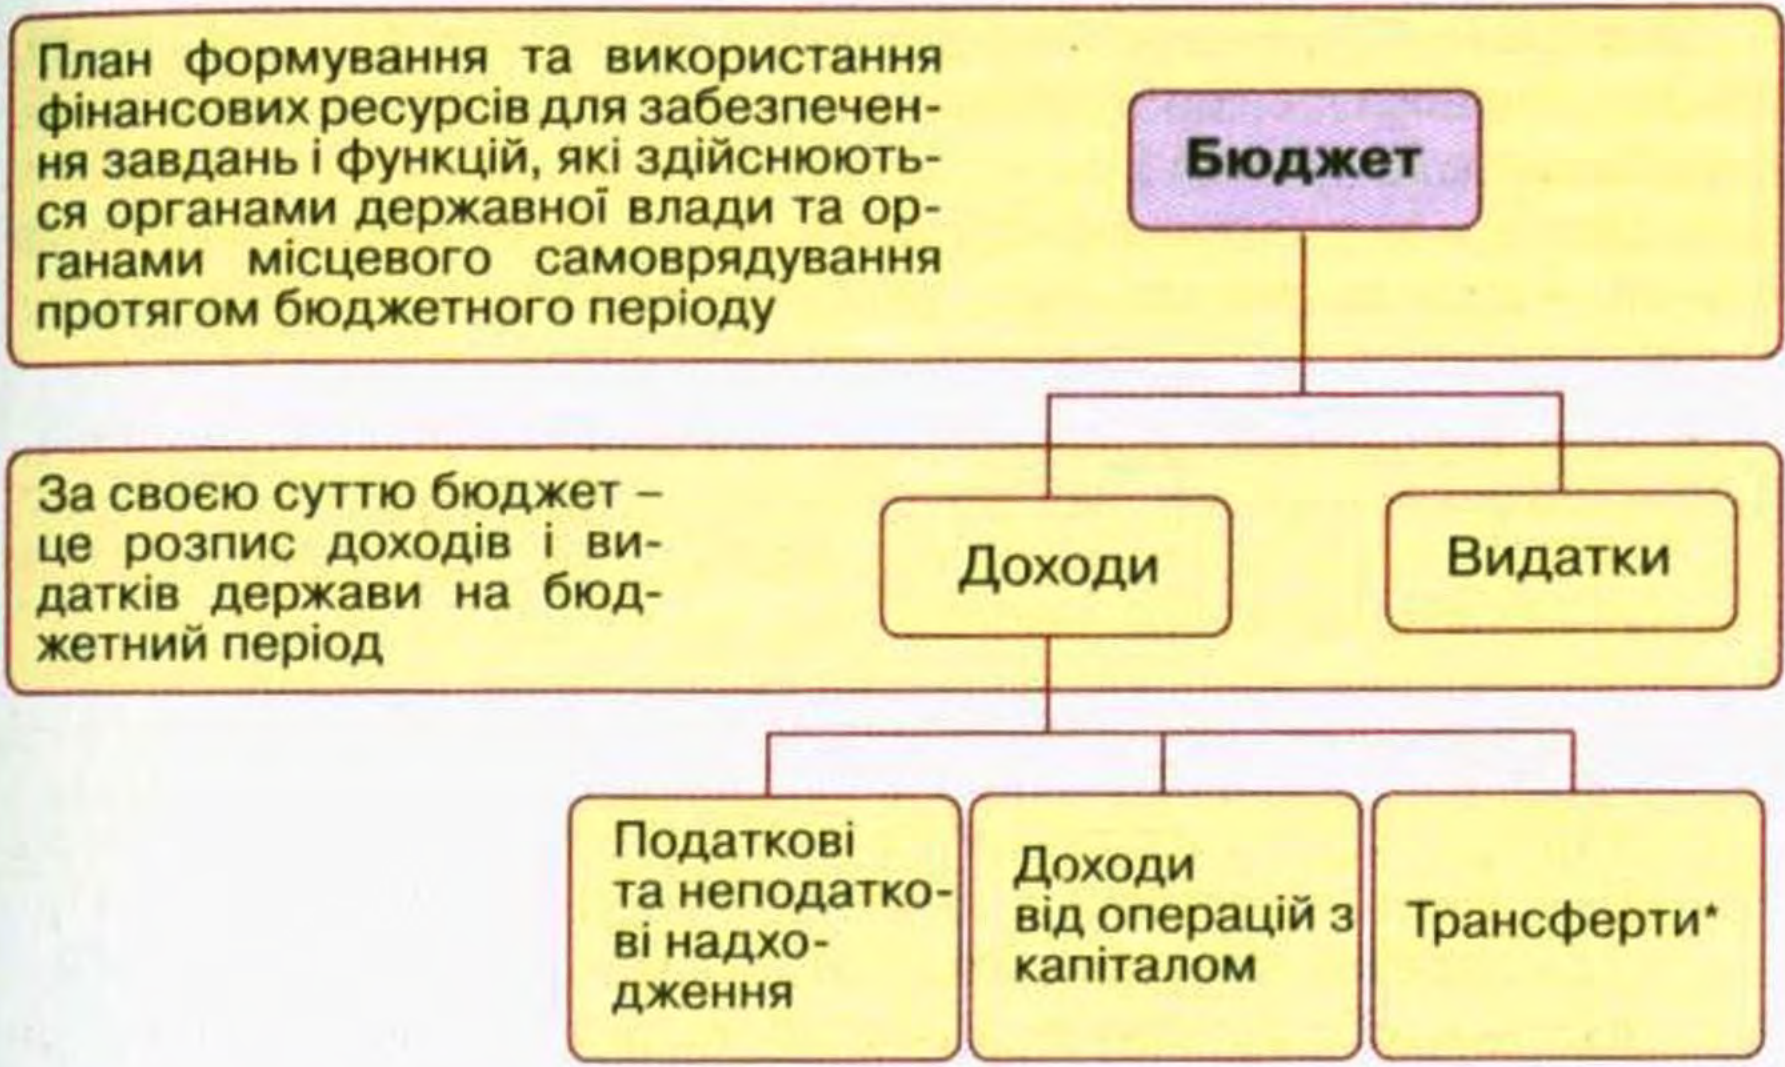 План формування та використання
фінансових ресурсів для забезпечен-
ня завдань і функцій, які здійснюють-
ся органами державної влади та ор-
ганами місцевого самоврядування
протягом бюджетного періоду
Бюджет
За своєю суттю бюджет –
це розпис доходів і ви-
датків держави на бюд-
жетний період
Доходи
Видатки
Податкові
та неподатко-
ві надхо-
дження
Доходи
від операцій з
капіталом
Трансферти*